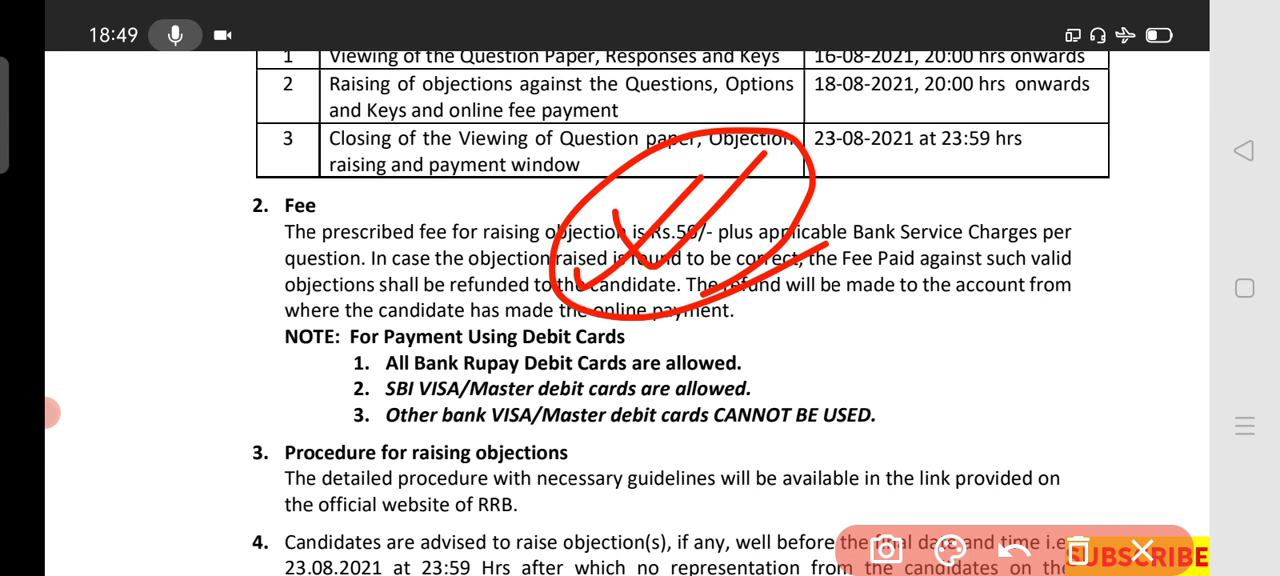 18:49
1 Viewing of the Question Paper, Responses and Keys 16-08-2021, 20:00 hrs onwards
2 Raising of objections against the Questions, Options 18-08-2021, 20:00 hrs onwards
and Keys and online fee payment
3 Closing of the Viewing of Question paper, Objection 23-08-2021 at 23:59 hrs
raising and payment window
2. Fee
The prescribed fee for raising objection is Rs.50/- plus applicable Bank Service Charges per
question. In case the objection raised is found to be correct, the Fee Paid against such valid
objections shall be refunded to the candidate. The refund will be made to the account from
where the candidate has made the online payment.
NOTE: For Payment Using Debit Cards
1. All Bank Rupay Debit Cards are allowed.
2. SBI VISA/Master debit cards are allowed.
3. Other bank VISA/Master debit cards CANNOT BE USED.
3. Procedure for raising objections
The detailed procedure with necessary guidelines will be available in the link provided on
the official website of RRB.
4. Candidates are advised to raise objection(s), if any, well before the final date and time i.e
23.08.2021 at 23:59 Hrs after which no representation from the candidates on the
SUBSCRIBE